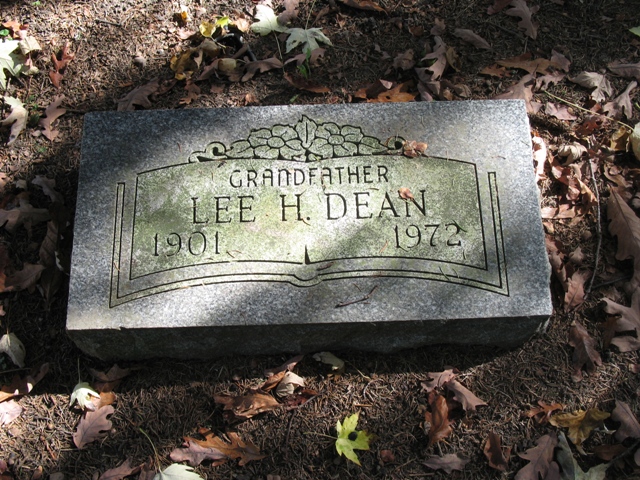 GRANDFATHER
LEE H. DEAN
1901 1972